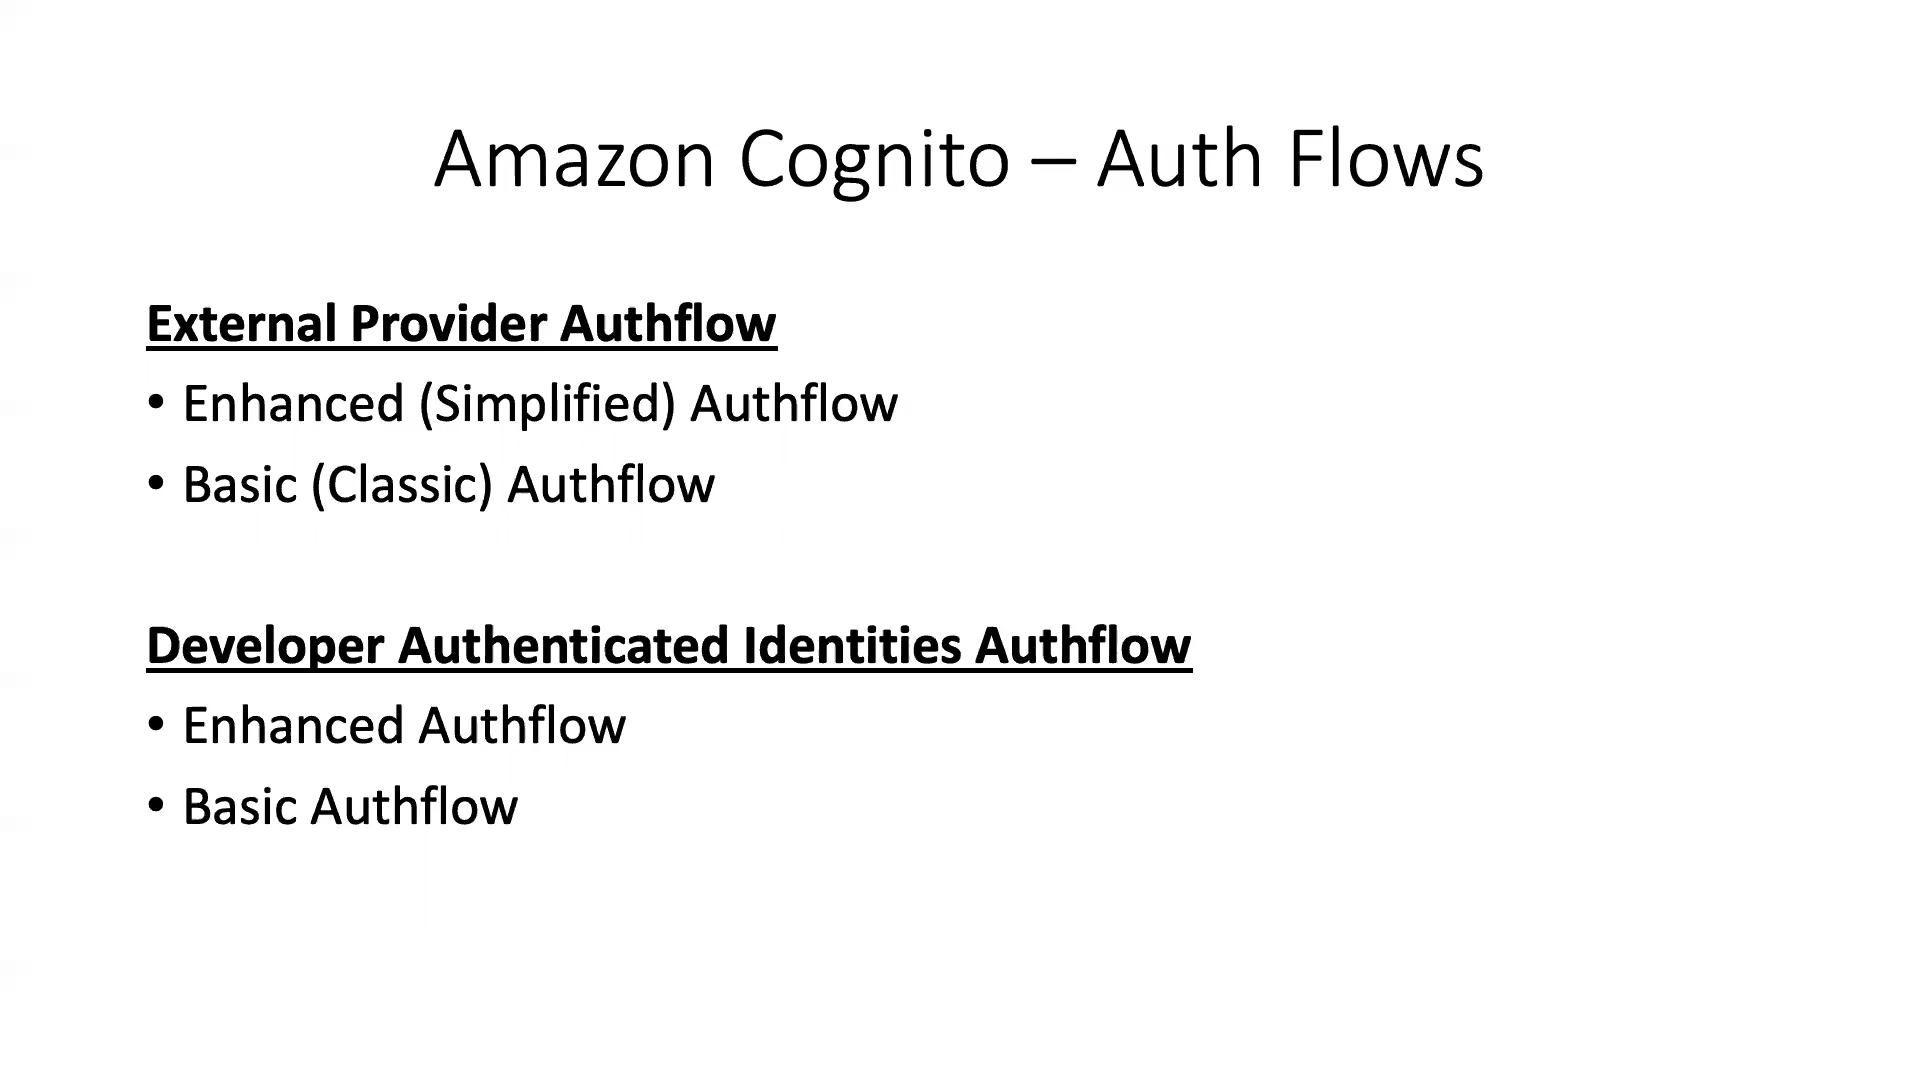 Amazon Cognito – Auth Flows
External Provider Authflow
• Enhanced (Simplified) Authflow
• Basic (Classic) Authflow
Developer Authenticated Identities Authflow
• Enhanced Authflow
• Basic Authflow